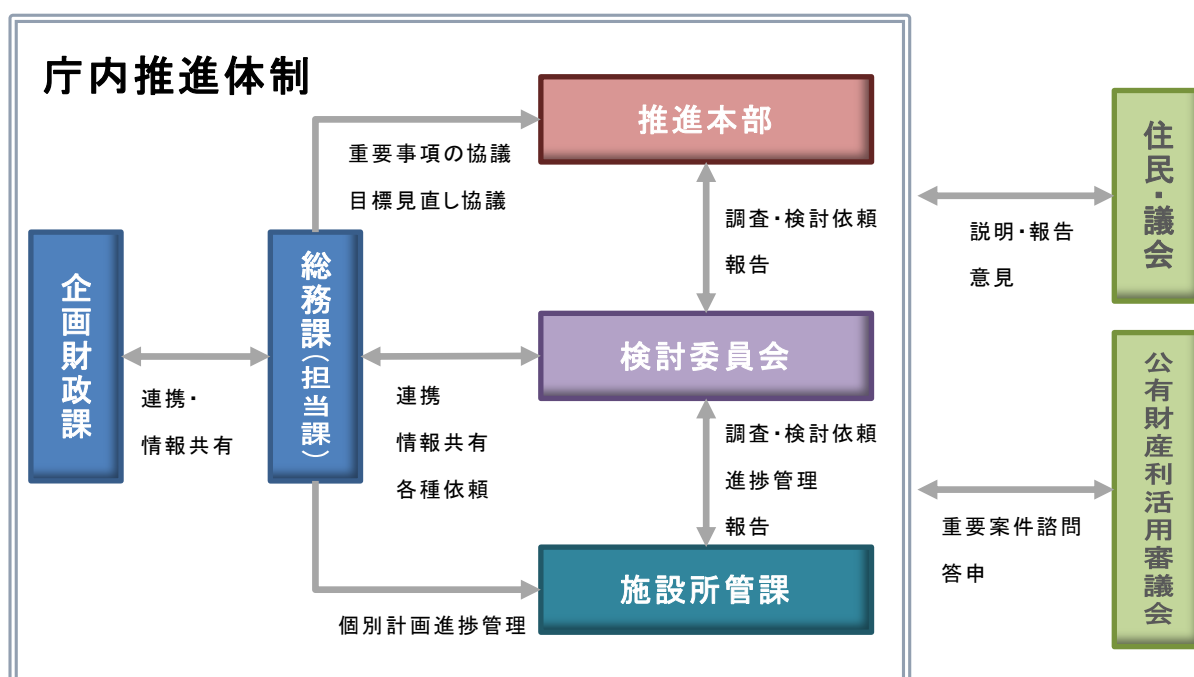 庁内推進体制
推進本部
重要事項の協議
目標見直し協議
調査・検討依頼
報告
企画財政課
連携・
情報共有
総務課(担当課)
連携
情報共有
各種依頼
検討委員会
調査・検討依頼
進捗管理
報告
個別計画進捗管理
施設所管課
説明・報告
意見
住民・議会
重要案件諮問
答申
公有財産利活用審議会